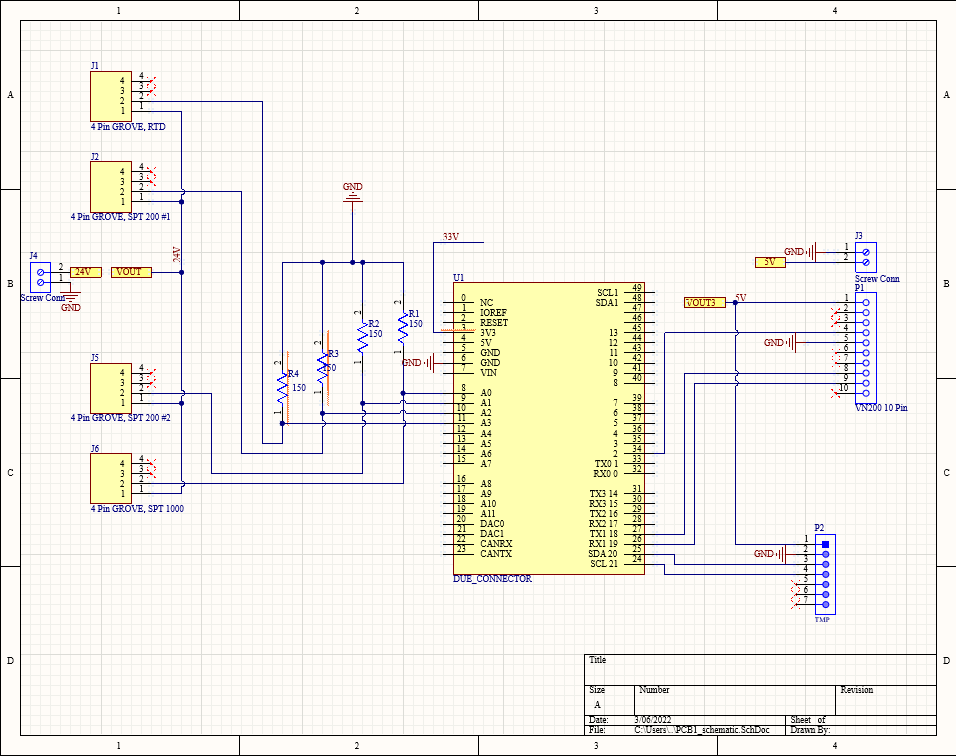 1 2 3 4
A A
B B
C C
D D
J1
4 4
3 3
2 2
1 1
4 Pin GROVE, RTD
J2
4 4
3 3
2 2
1 1
4 Pin GROVE, SPT 200 #1
24V
J4
2
1
24V
VOUT
Screw Conn
GND
J5
4 4
3 3
2 2
1 1
4 Pin GROVE, SPT 200 #2
J6
4 4
3 3
2 2
1 1
4 Pin GROVE, SPT 1000
GND
2 1
R4
150
2 1
R3
150
2 1
R2
150
2 1
R1
150
33V
GND
U1
0 NC
1 IOREF
2 RESET
3 3V3
4 5V
5 GND
6 GND
7 VIN
8 A0
9 A1
10 A2
11 A3
12 A4
13 A5
14 A6
15 A7
16 A8
17 A9
18 A10
19 A11
20 DAC0
21 DAC1
22 CANRX
23 CANTX
SCL1 49
SDA1 48
47
46
13 45
12 44
11 43
10 42
9 41
8 40
7 39
6 38
5 37
4 36
3 35
2 34
TX0 1 33
RX0 0 32
TX3 14 31
RX3 15 30
TX2 16 29
RX2 17 28
TX1 18 27
RX1 19 26
SDA 20 25
SCL 21 24
DUE_CONNECTOR
J3
GND 1
5V 2
Screw Conn
P1
VOUT3 5V 1
2
3
4
GND 5
6
7
8
9
10
VN200 10 Pin
P2
1
GND 2
3
4
5
6
7
TMP
Title
Size Number Revision
A
Date: 3/06/2022 Sheet of
File: C:\Users\..\PCB1_schematic.SchDoc Drawn By:
1 2 3 4